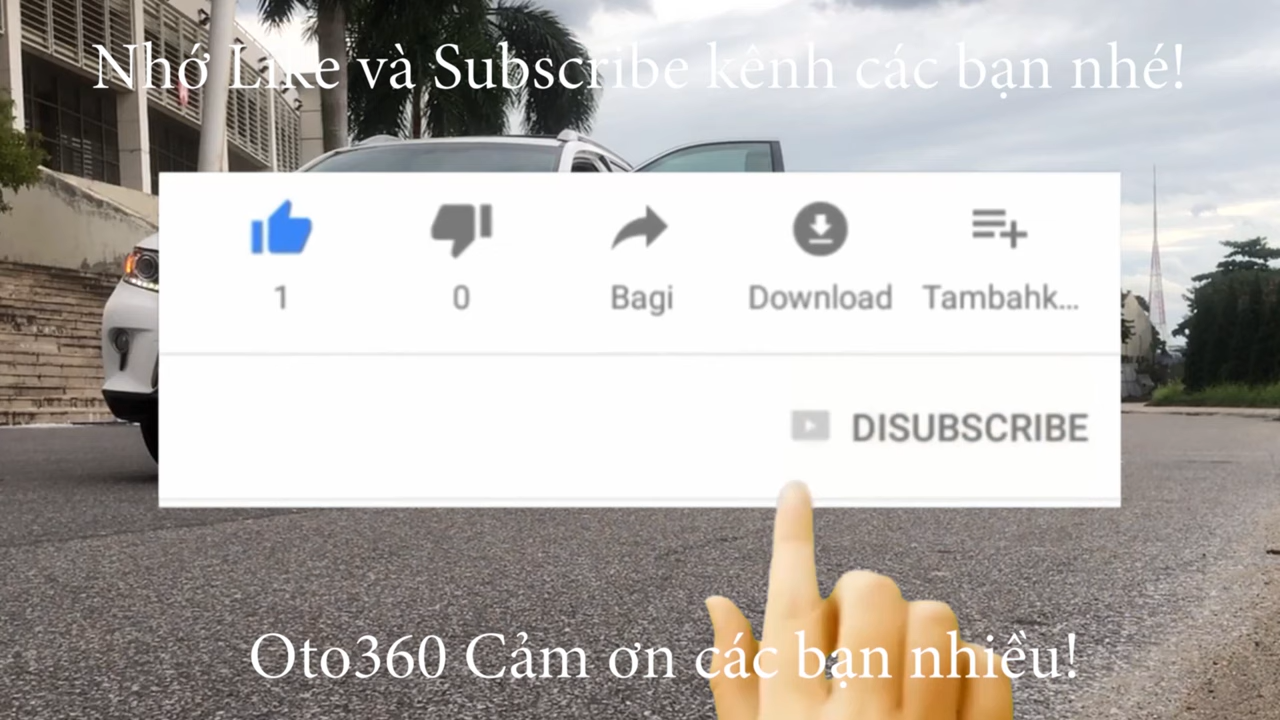 Nhớ Like và Subscribe kênh các bạn nhé!
1
0
Bagi
Download
Tambahk...
DISUBSCRIBE
Oto360 Cảm ơn các bạn nhiều!